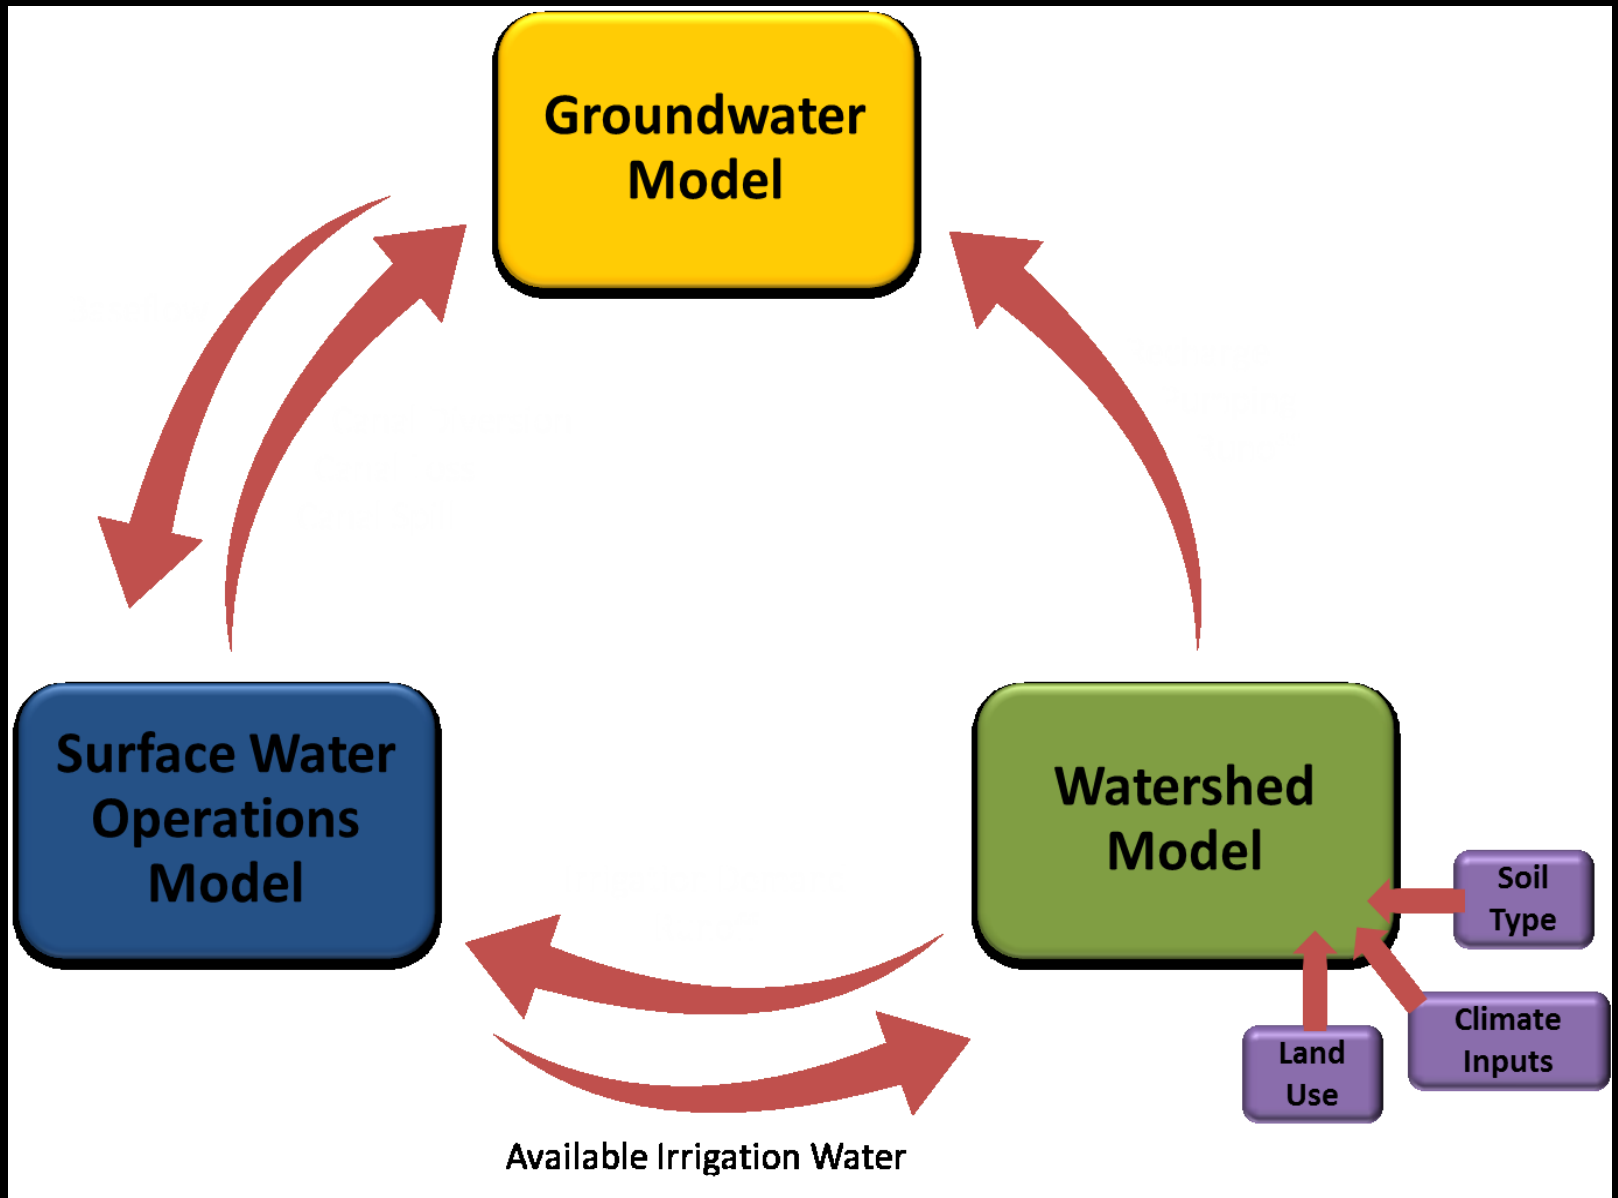 Groundwater
Model
Surface Water
Operations
Model
Watershed
Model
Soil
Type
Climate
Inputs
Land
Use
Available Irrigation Water